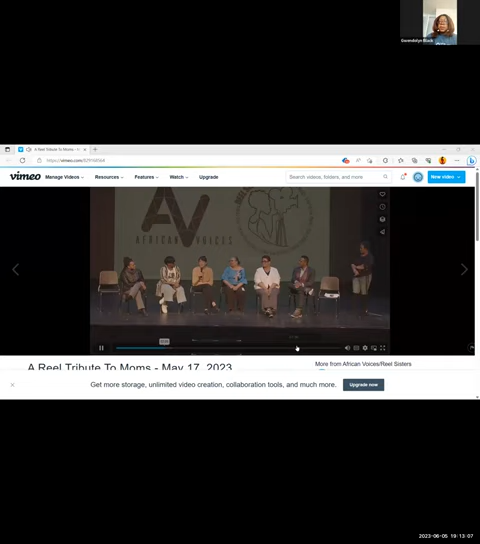 Gwendolyn Black
A Reel Tribute To Moms
https://vimeo.com/
vimeo Manage Videos Resources Features Watch Upgrade Search videos, folders, and more New video
AV
AFRICAN VOICES
A Reel Tribute To Moms - May 17, 2023
More from African Voices/Reel Sisters
Get more storage, unlimited video creation, collaboration tools, and much more. Upgrade now
2023-06-05 19:13:07